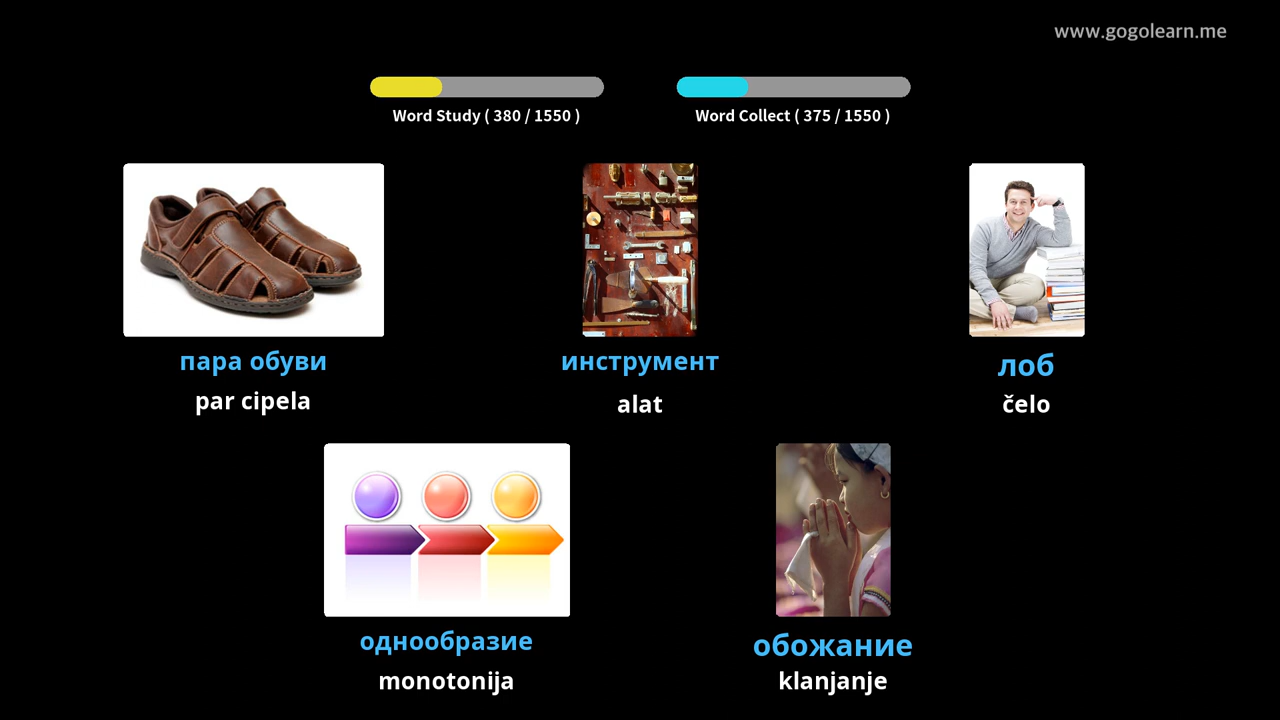 www.gogolearn.me
Word Study ( 380 / 1550 )
Word Collect ( 375 / 1550 )
пара обуви
par cipela
инструмент
alat
лоб
čelo
однообразие
monotonija
обожание
klanjanje